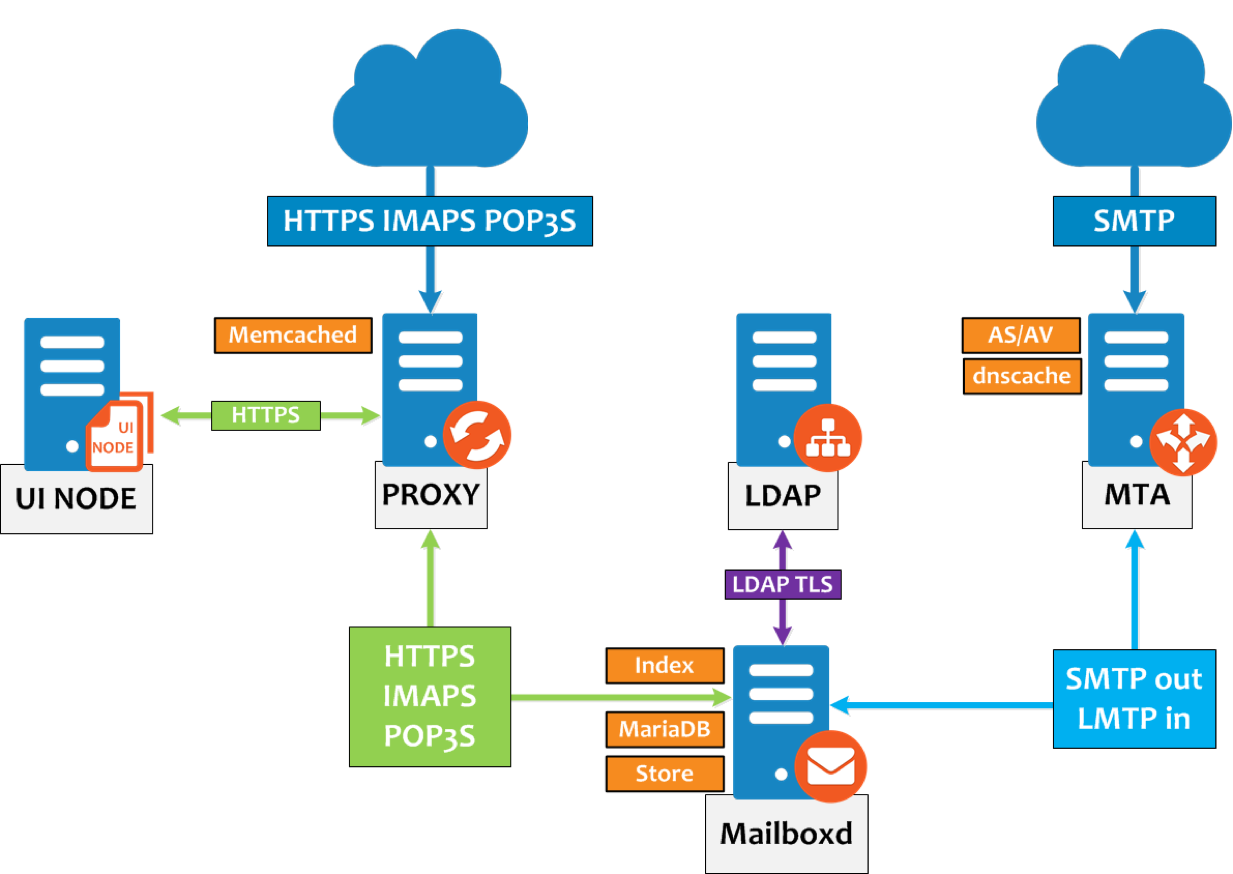 HTTPS IMAPS POP3S
SMTP
Memcached
AS/AV
dnscache
HTTPS
UI
NODE
UI NODE
PROXY
LDAP
MTA
LDAP TLS
HTTPS
IMAPS
POP3S
Index
MariaDB
Store
SMTP out
LMTP in
Mailboxd